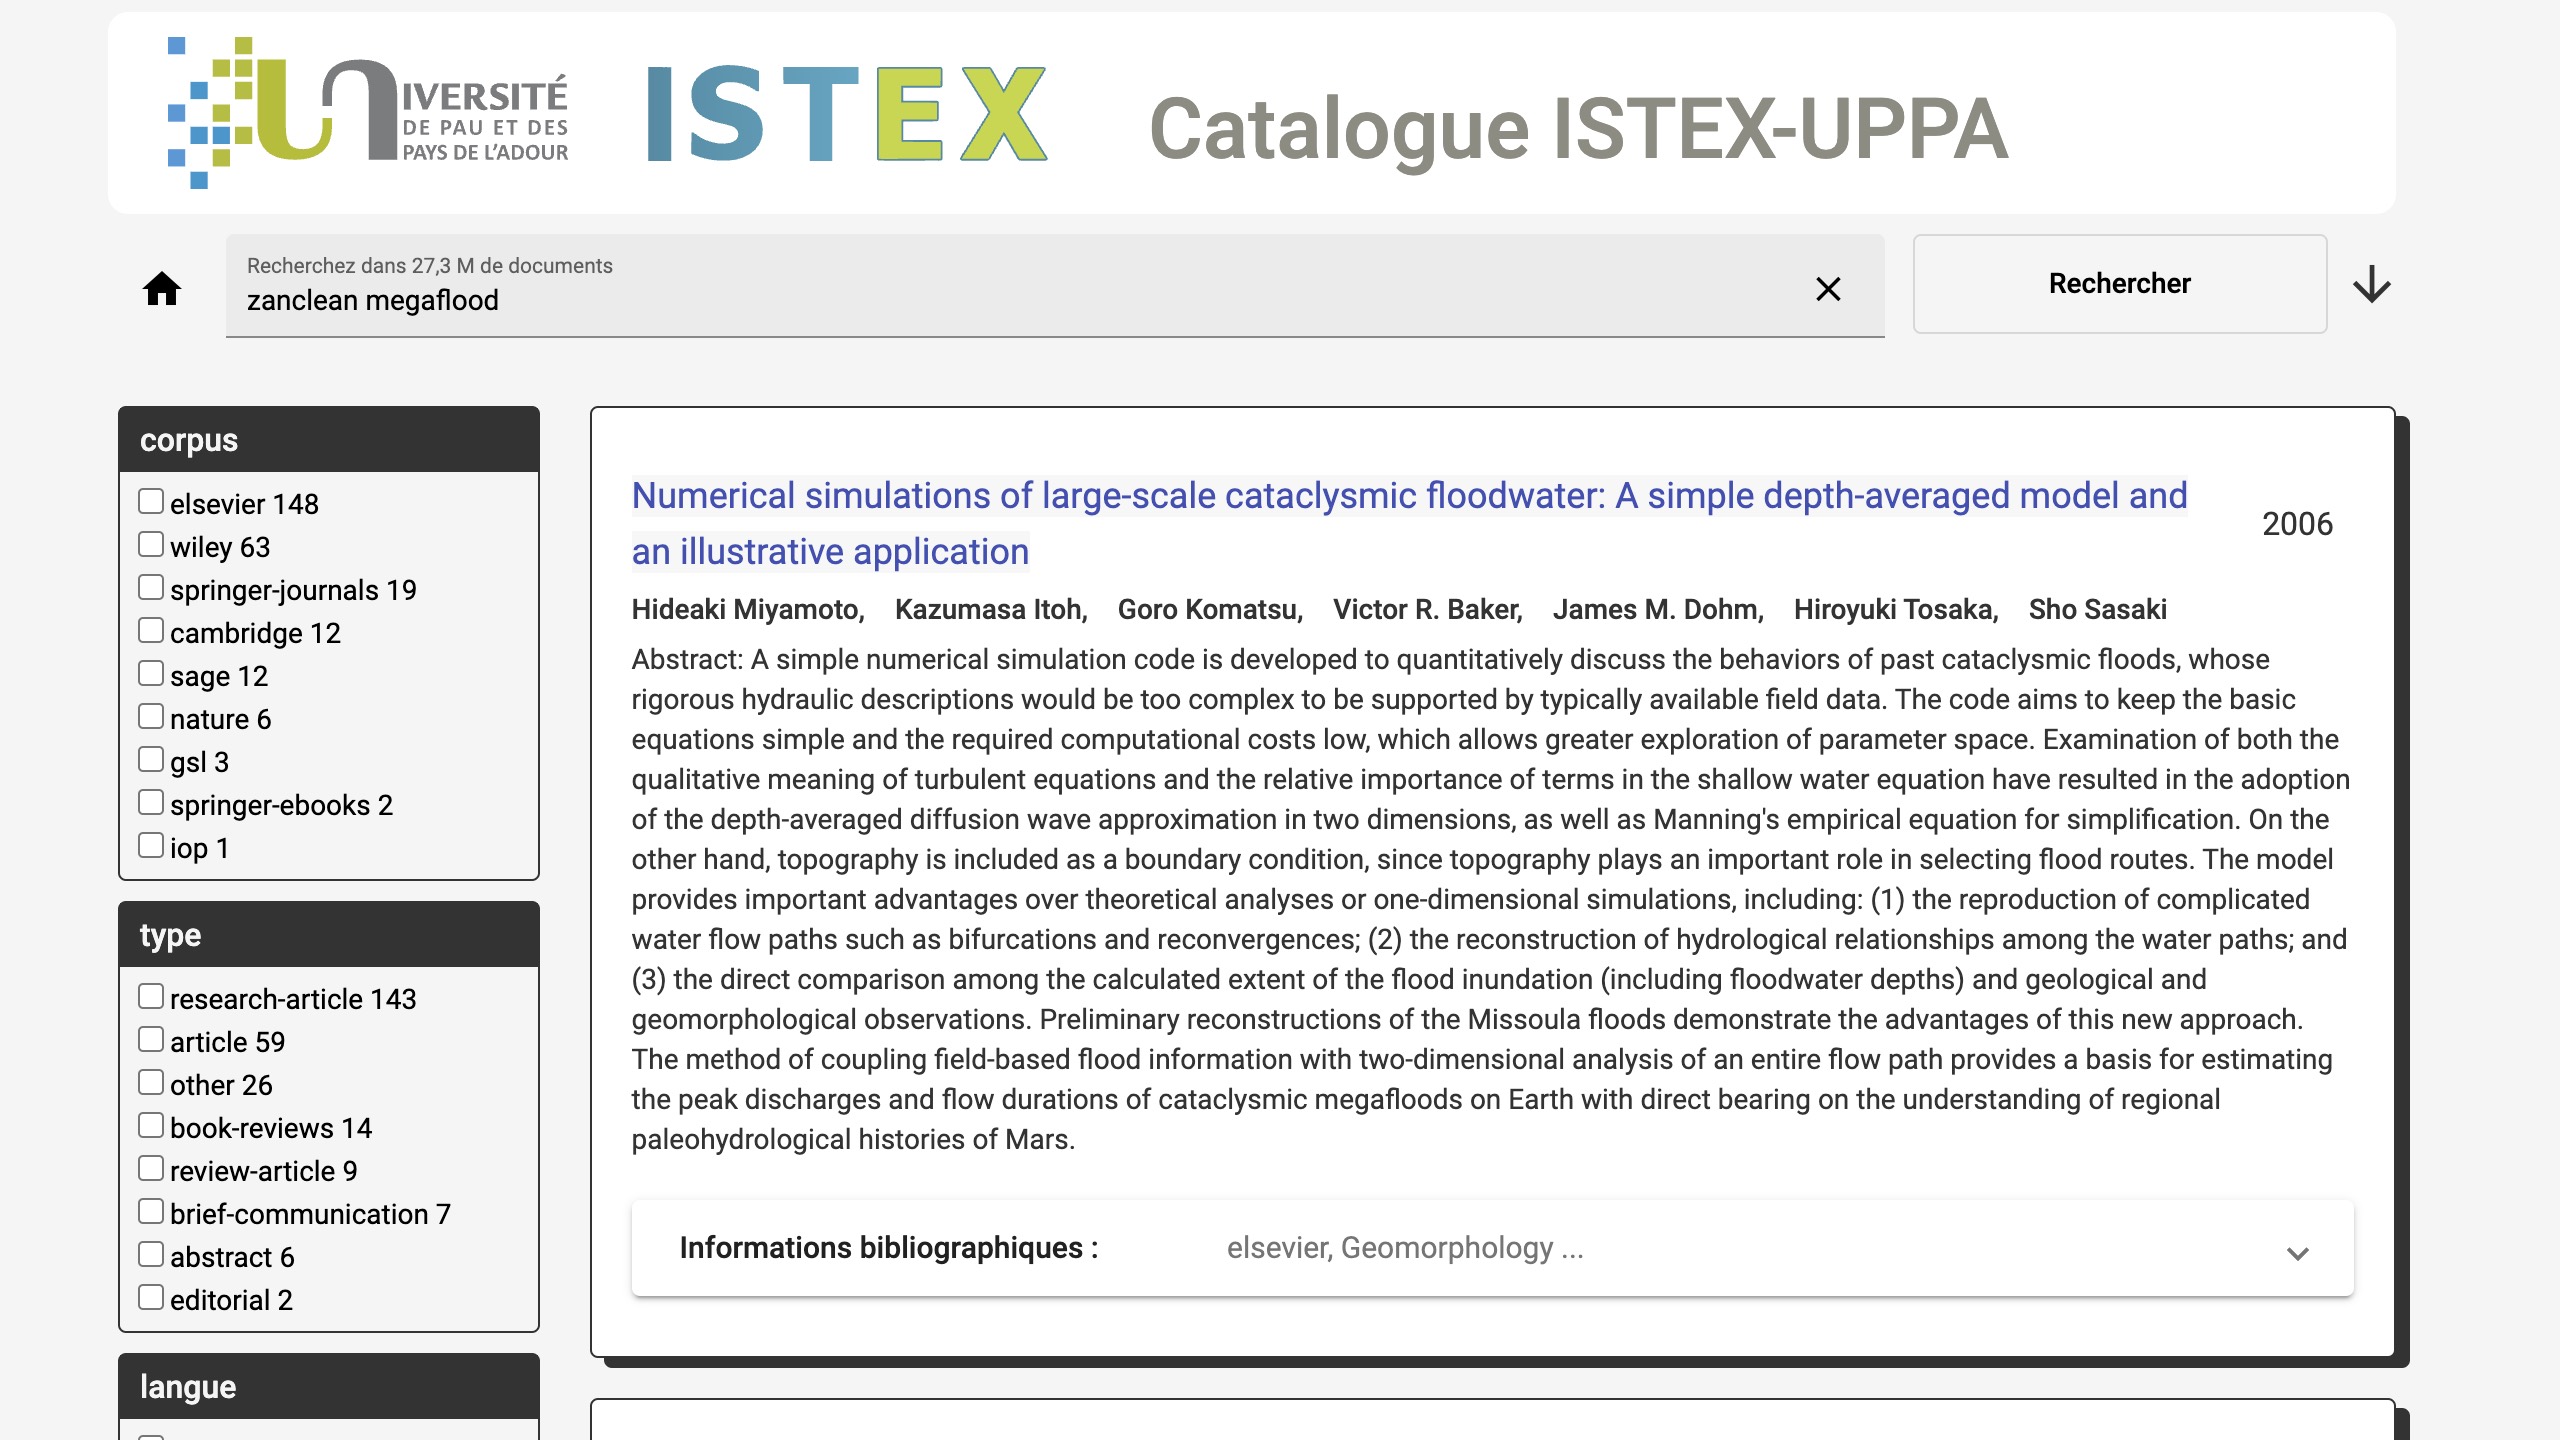 UNIVERSITÉ
DE PAU ET DES
PAYS DE L'ADOUR
ISTEX
Catalogue ISTEX-UPPA
Recherchez dans 27,3 M de documents
zanclean megaflood
Rechercher
corpus
elsevier 148
wiley 63
springer-journals 19
cambridge 12
sage 12
nature 6
gsl 3
springer-ebooks 2
iop 1
type
research-article 143
article 59
other 26
book-reviews 14
review-article 9
brief-communication 7
abstract 6
editorial 2
langue
Numerical simulations of large-scale cataclysmic floodwater: A simple depth-averaged model and
an illustrative application
2006
Hideaki Miyamoto, Kazumasa Itoh, Goro Komatsu, Victor R. Baker, James M. Dohm, Hiroyuki Tosaka, Sho Sasaki
Abstract: A simple numerical simulation code is developed to quantitatively discuss the behaviors of past cataclysmic floods, whose
rigorous hydraulic descriptions would be too complex to be supported by typically available field data. The code aims to keep the basic
equations simple and the required computational costs low, which allows greater exploration of parameter space. Examination of both the
qualitative meaning of turbulent equations and the relative importance of terms in the shallow water equation have resulted in the adoption
of the depth-averaged diffusion wave approximation in two dimensions, as well as Manning's empirical equation for simplification. On the
other hand, topography is included as a boundary condition, since topography plays an important role in selecting flood routes. The model
provides important advantages over theoretical analyses or one-dimensional simulations, including: (1) the reproduction of complicated
water flow paths such as bifurcations and reconvergences; (2) the reconstruction of hydrological relationships among the water paths; and
(3) the direct comparison among the calculated extent of the flood inundation (including floodwater depths) and geological and
geomorphological observations. Preliminary reconstructions of the Missoula floods demonstrate the advantages of this new approach.
The method of coupling field-based flood information with two-dimensional analysis of an entire flow path provides a basis for estimating
the peak discharges and flow durations of cataclysmic megafloods on Earth with direct bearing on the understanding of regional
paleohydrological histories of Mars.
Informations bibliographiques : elsevier, Geomorphology ...